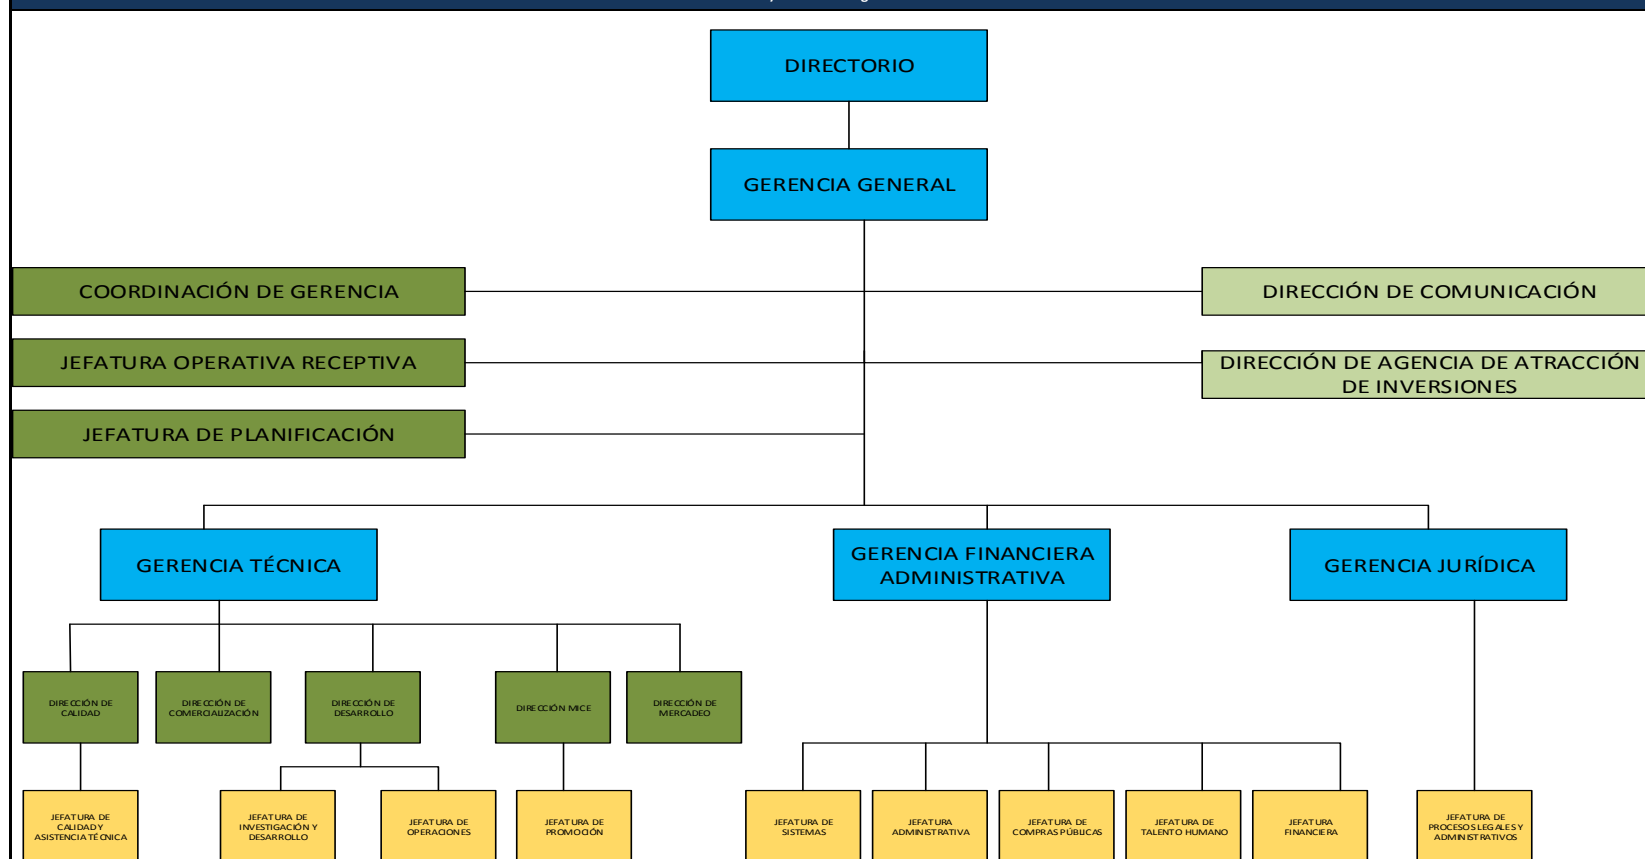 DIRECTORIO
GERENCIA GENERAL
COORDINACIÓN DE GERENCIA
DIRECCIÓN DE COMUNICACIÓN
JEFATURA OPERATIVA RECEPTIVA
DIRECCIÓN DE AGENCIA DE ATRACCIÓN
DE INVERSIONES
JEFATURA DE PLANIFICACIÓN
GERENCIA TÉCNICA
GERENCIA FINANCIERA
ADMINISTRATIVA
GERENCIA JURÍDICA
DIRECCIÓN DE
CALIDAD
DIRECCIÓN DE
COMERCIALIZACIÓN
DIRECCIÓN DE
DESARROLLO
DIRECCIÓN MICE
DIRECCIÓN DE
MERCADEO
JEFATURA DE
CALIDAD Y
ASISTENCIA TÉCNICA
JEFATURA DE
INVESTIGACIÓN Y
DESARROLLO
JEFATURA DE
OPERACIONES
JEFATURA DE
PROMOCIÓN
JEFATURA DE
SISTEMAS
JEFATURA
ADMINISTRATIVA
JEFATURA DE
COMPRAS PÚBLICAS
JEFATURA DE
TALENTO HUMANO
JEFATURA
FINANCIERA
JEFATURA DE
PROCESOS LEGALES Y
ADMINISTRATIVOS